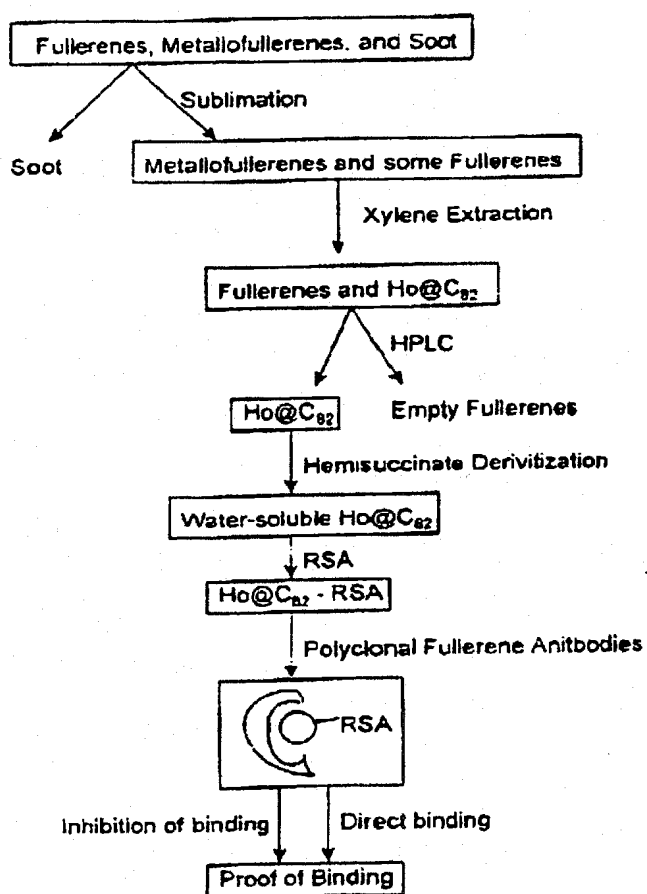 Fullerenes, Metallofullerenes. and Soot
Sublimation
Soot
Metallofullerenes and some Fullerenes
Xylene Extraction
Fullerenes and Ho@C₈₂
HPLC
Ho@C₈₂
Empty Fullerenes
Hemisuccinate Derivitization
Water-soluble Ho@C₈₂
RSA
Ho@C₈₂ - RSA
Polyclonal Fullerene Anitbodies
RSA
Inhibition of binding
Direct binding
Proof of Binding